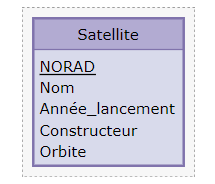 Satellite
NORAD
Nom
Année_lancement
Constructeur
Orbite